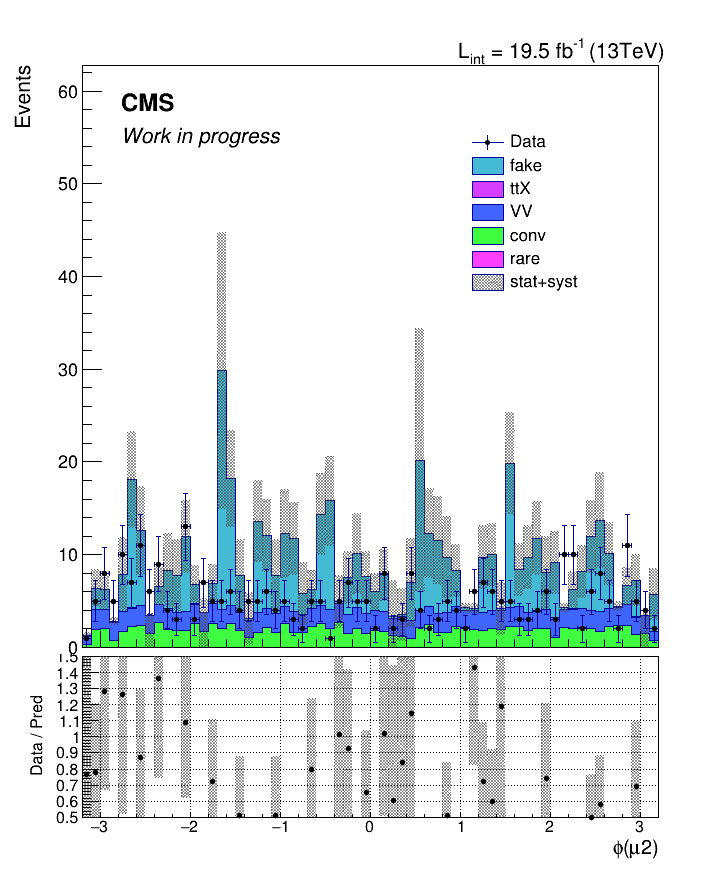 L_int = 19.5 fb^-1 (13TeV)
Events
CMS
Work in progress
Data
fake
ttX
VV
conv
rare
stat+syst
60
50
40
30
20
10
0
Data / Pred
1.5
1.4
1.3
1.2
1.1
1
0.9
0.8
0.7
0.6
0.5
−3 −2 −1 0 1 2 3
ϕ(μ2)